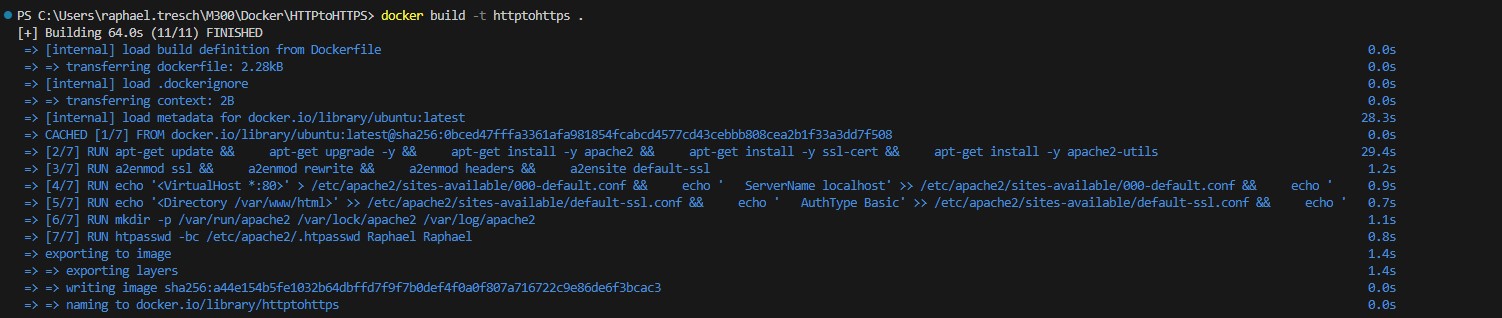 PS C:\Users\raphael.tresch\M300\Docker\HTTPtoHTTPS> docker build -t httptohttps .
[+] Building 64.0s (11/11) FINISHED
=> [internal] load build definition from Dockerfile 0.0s
=> => transferring dockerfile: 2.28kB 0.0s
=> [internal] load .dockerignore 0.0s
=> => transferring context: 2B 0.0s
=> [internal] load metadata for docker.io/library/ubuntu:latest 28.3s
=> CACHED [1/7] FROM docker.io/library/ubuntu:latest@sha256:0bced47fffa3361afa981854fcabcd4577cd43cebbb808cea2b1f33a3dd7f508 0.0s
=> [2/7] RUN apt-get update &&     apt-get upgrade -y &&     apt-get install -y apache2 &&     apt-get install -y ssl-cert &&     apt-get install -y apache2-utils 29.4s
=> [3/7] RUN a2enmod ssl &&     a2enmod rewrite &&     a2enmod headers &&     a2ensite default-ssl 1.2s
=> [4/7] RUN echo '<VirtualHost *:80>' > /etc/apache2/sites-available/000-default.conf &&     echo '    ServerName localhost' >> /etc/apache2/sites-available/000-default.conf &&     echo ' 0.9s
=> [5/7] RUN echo '<Directory /var/www/html>' >> /etc/apache2/sites-available/default-ssl.conf &&     echo '    AuthType Basic' >> /etc/apache2/sites-available/default-ssl.conf &&     echo ' 0.7s
=> [6/7] RUN mkdir -p /var/run/apache2 /var/lock/apache2 /var/log/apache2 1.1s
=> [7/7] RUN htpasswd -bc /etc/apache2/.htpasswd Raphael Raphael 0.8s
=> exporting to image 1.4s
=> => exporting layers 1.4s
=> => writing image sha256:a44e154b5fe1032b64dbffd7f9f7b0def4f0a0f807a716722c9e86de6f3bcac3 0.0s
=> => naming to docker.io/library/httptohttps 0.0s